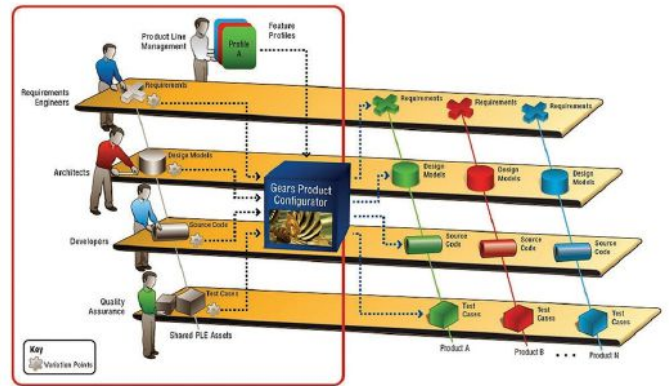 Product Line
Management
Feature
Profiles
Profile
A
Requirements
Engineers
Requirements
Requirements
Requirements
Requirements
Architects
Design Models
Design
Models
Design
Models
Design
Models
Gears Product
Configurator
Developers
Source Code
Source
Code
Source
Code
Source
Code
Quality
Assurance
Test Cases
Test
Cases
Test
Cases
Test
Cases
Shared PLE Assets
Product A
Product B
• • •
Product N
Key
Variation Points